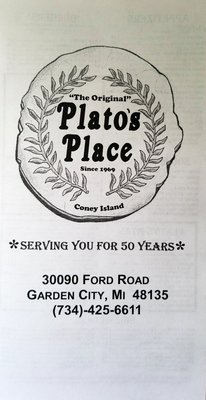 "The Original"
Plato's
Place
Since 1969
Coney Island
*SERVING YOU FOR 50 YEARS*
30090 FORD ROAD
GARDEN CITY, MI 48135
(734)-425-6611